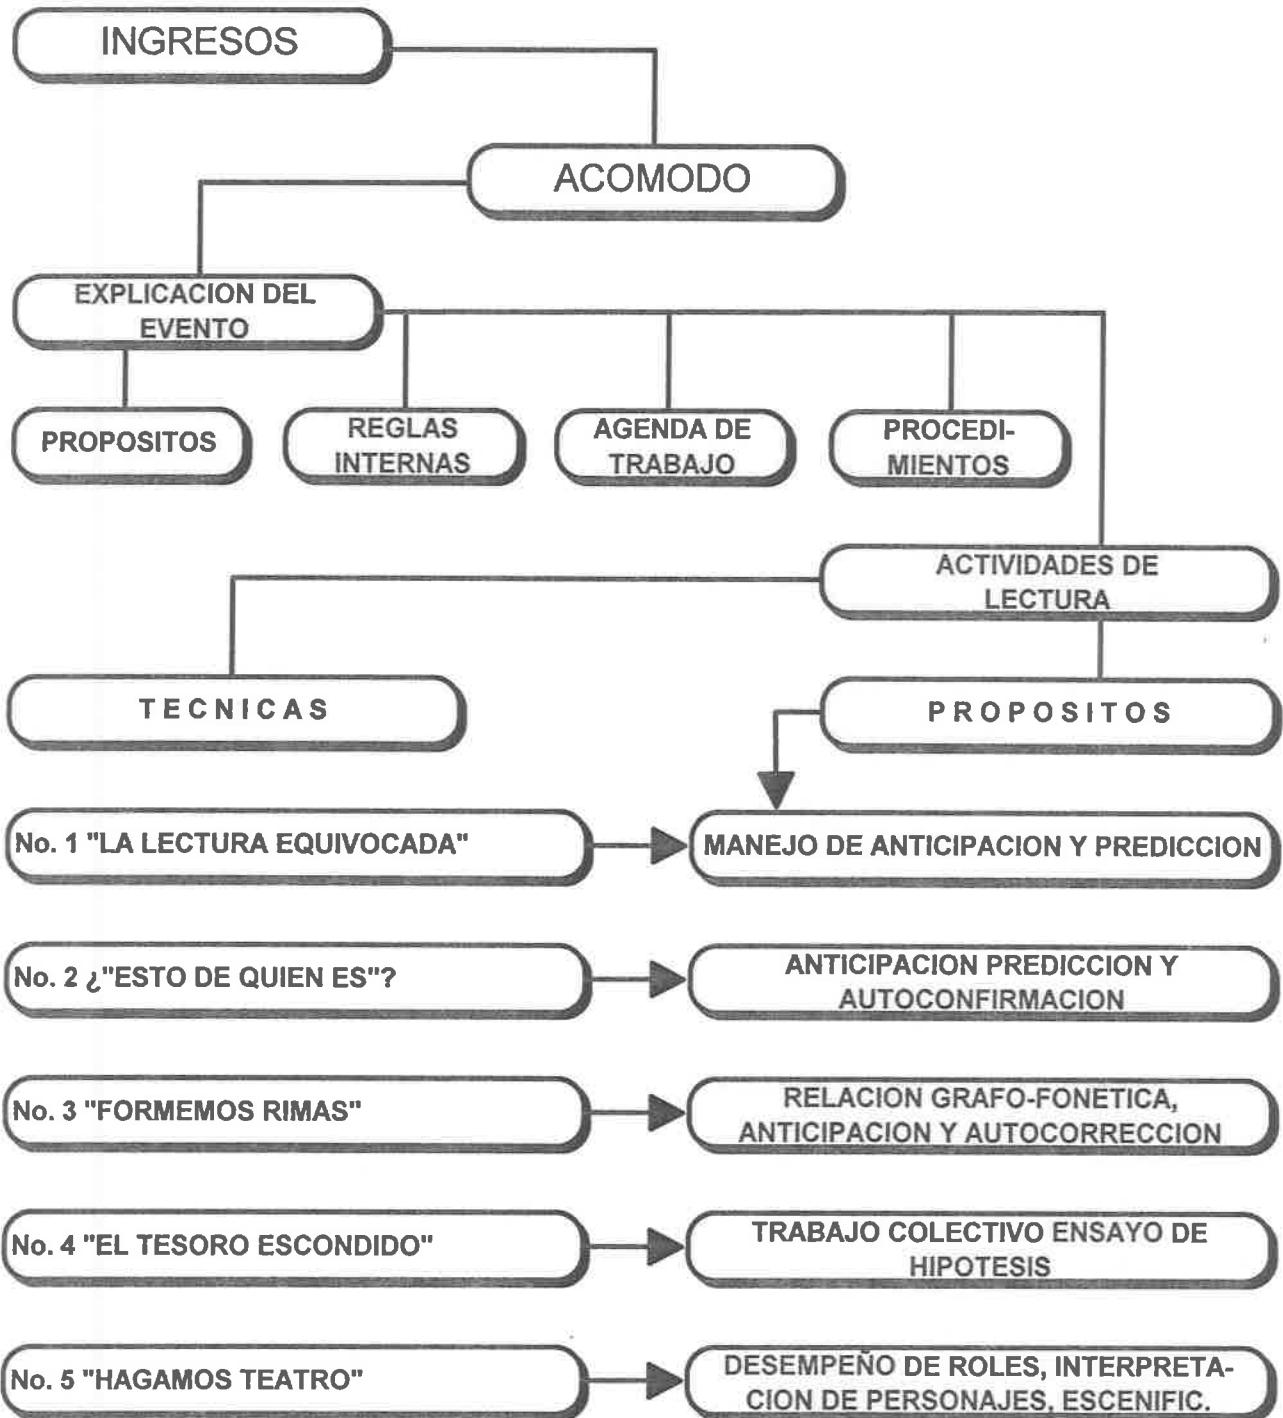 INGRESOS
ACOMODO
EXPLICACION DEL
EVENTO
PROPOSITOS
REGLAS
INTERNAS
AGENDA DE
TRABAJO
PROCEDI-
MIENTOS
ACTIVIDADES DE
LECTURA
T E C N I C A S
P R O P O S I T O S
No. 1 "LA LECTURA EQUIVOCADA"
MANEJO DE ANTICIPACION Y PREDICCION
No. 2 ¿"ESTO DE QUIEN ES"?
ANTICIPACION PREDICCION Y
AUTOCONFIRMACION
No. 3 "FORMEMOS RIMAS"
RELACION GRAFO-FONETICA,
ANTICIPACION Y AUTOCORRECCION
No. 4 "EL TESORO ESCONDIDO"
TRABAJO COLECTIVO ENSAYO DE
HIPOTESIS
No. 5 "HAGAMOS TEATRO"
DESEMPEÑO DE ROLES, INTERPRETA-
CION DE PERSONAJES, ESCENIFIC.